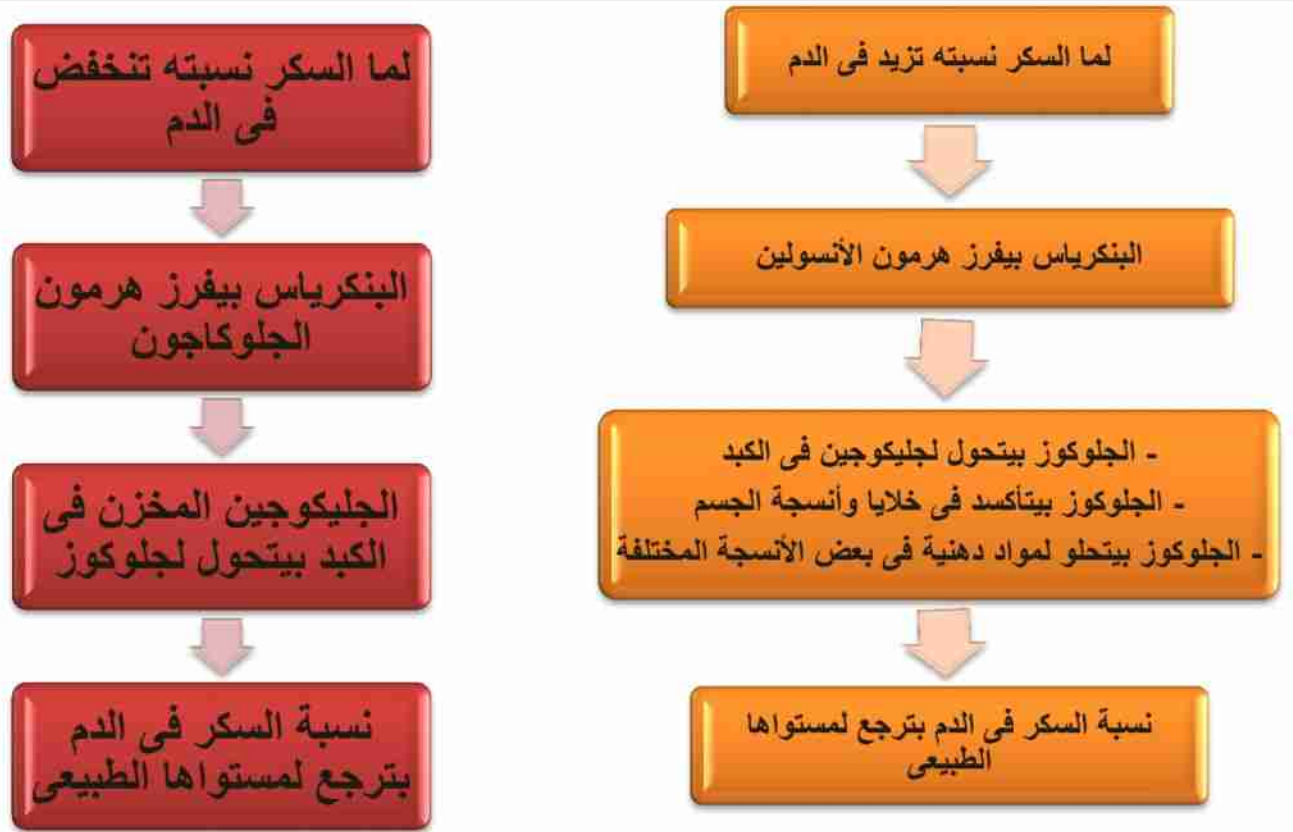 لما السكر نسبته تزيد فى الدم
البنكرياس بيفرز هرمون الأنسولين
- الجلوكوز بيتحول لجليكوجين فى الكبد
- الجلوكوز بيتأكسد فى خلايا وأنسجة الجسم
- الجلوكوز بيتحلو لمواد دهنية فى بعض الأنسجة المختلفة
نسبة السكر فى الدم بترجع لمستواها
الطبيعى
لما السكر نسبته تنخفض
فى الدم
البنكرياس بيفرز هرمون
الجلوكاجون
الجليكوجين المخزن فى
الكبد بيتحول لجلوكوز
نسبة السكر فى الدم
بترجع لمستواها الطبيعى